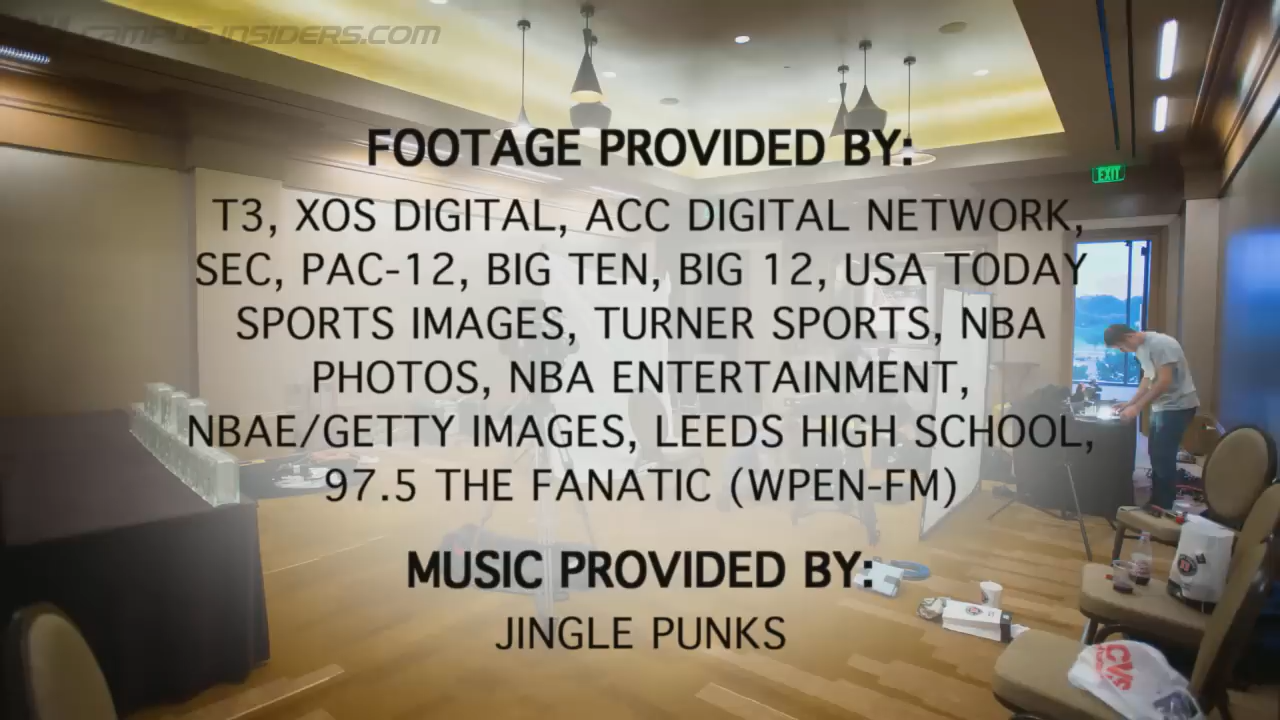 CAMPUS INSIDERS.COM
FOOTAGE PROVIDED BY:
T3, XOS DIGITAL, ACC DIGITAL NETWORK,
SEC, PAC-12, BIG TEN, BIG 12, USA TODAY
SPORTS IMAGES, TURNER SPORTS, NBA
PHOTOS, NBA ENTERTAINMENT,
NBAE/GETTY IMAGES, LEEDS HIGH SCHOOL,
97.5 THE FANATIC (WPEN-FM)
MUSIC PROVIDED BY:
JINGLE PUNKS
EXIT
CVS